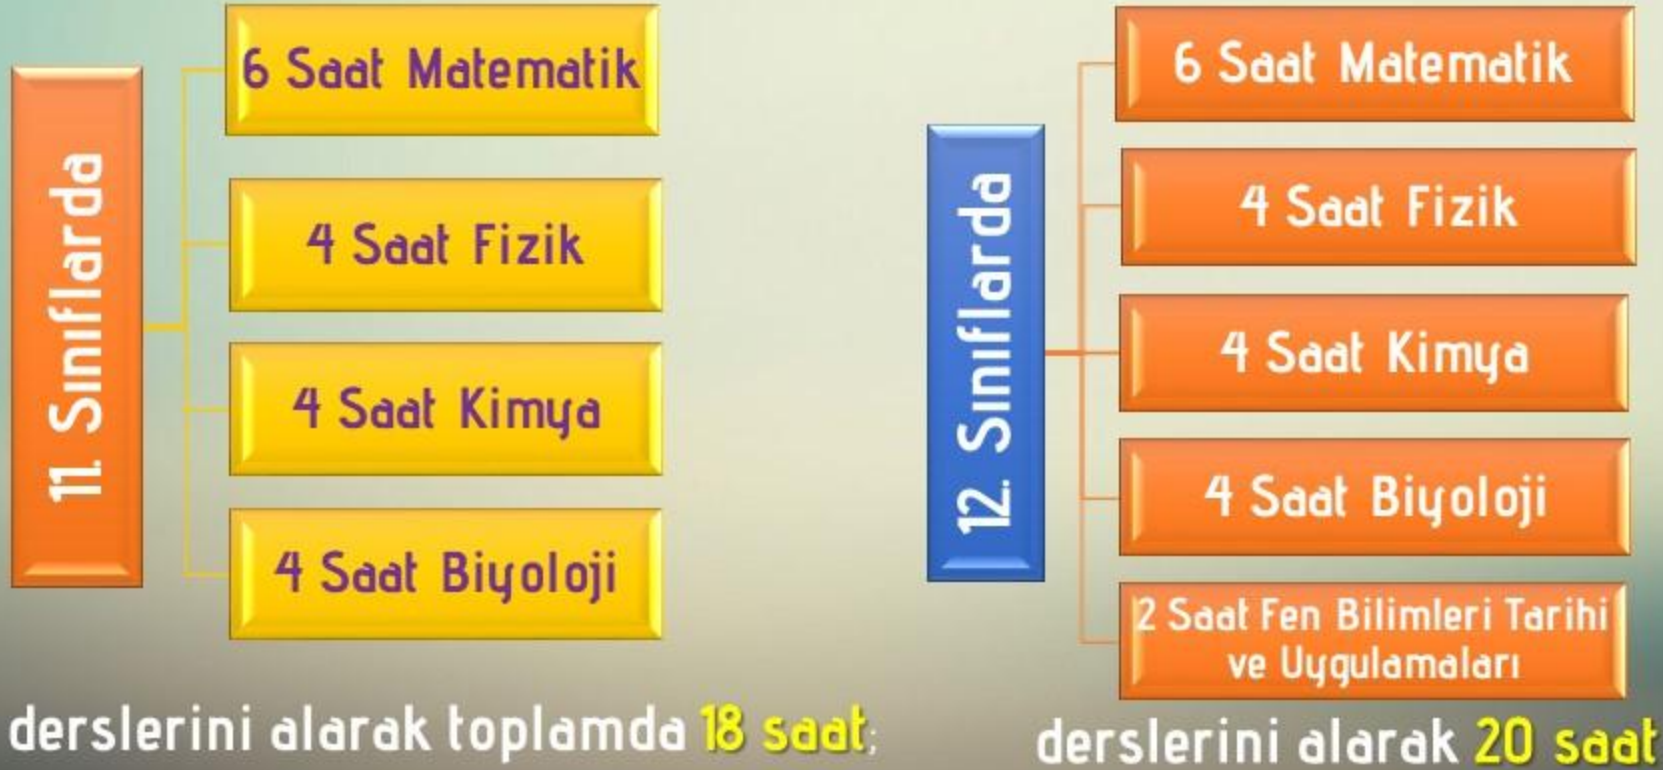 11. Sınıflarda
6 Saat Matematik
4 Saat Fizik
4 Saat Kimya
4 Saat Biyoloji
derslerini alarak toplamda 18 saat;
12. Sınıflarda
6 Saat Matematik
4 Saat Fizik
4 Saat Kimya
4 Saat Biyoloji
2 Saat Fen Bilimleri Tarihi
ve Uygulamaları
derslerini alarak 20 saat